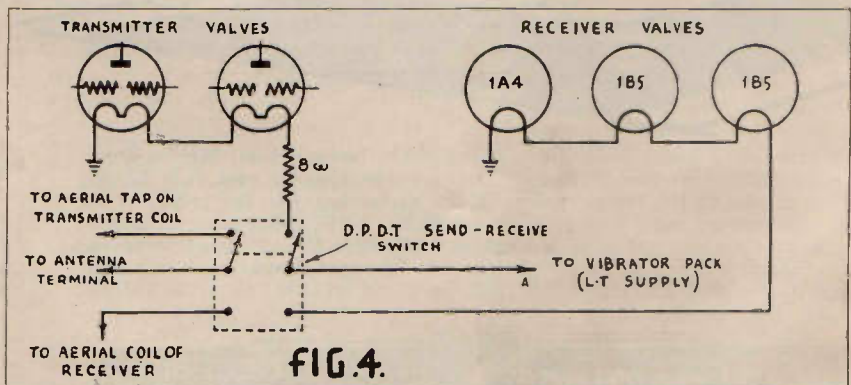 TRANSMITTER VALVES
RECEIVER VALVES
1A4
1B5
1B5
8ω
TO AERIAL TAP ON
TRANSMITTER COIL
D.P.D.T SEND-RECEIVE
SWITCH
TO ANTENNA
TERMINAL
A
TO VIBRATOR PACK
(L-T SUPPLY)
TO AERIAL COIL OF
RECEIVER
FIG.4.